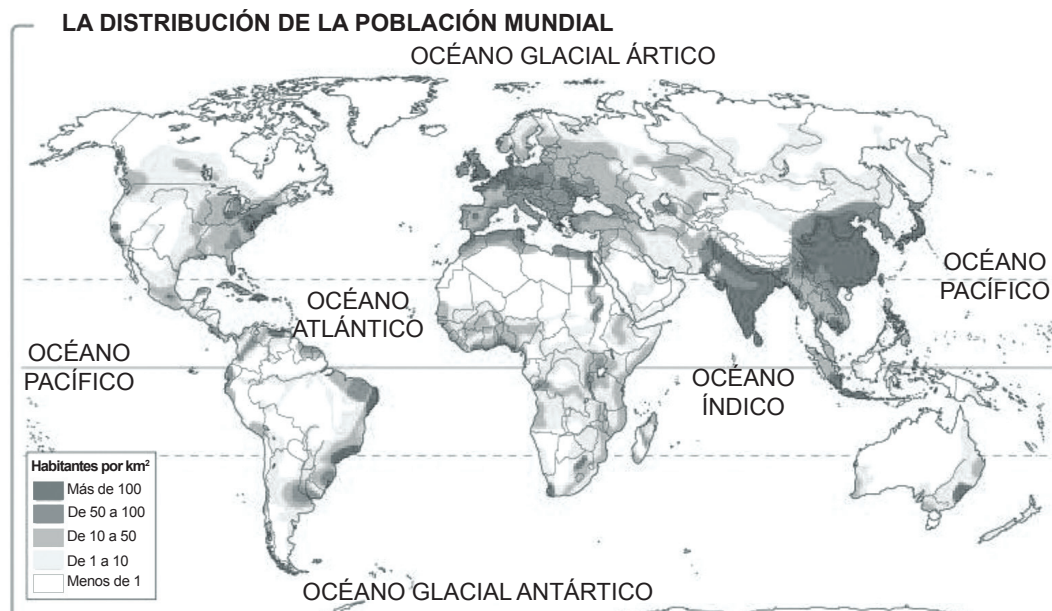 LA DISTRIBUCIÓN DE LA POBLACIÓN MUNDIAL
OCÉANO GLACIAL ÁRTICO
OCÉANO
PACÍFICO
OCÉANO
ATLÁNTICO
OCÉANO
PACÍFICO
OCÉANO
ÍNDICO
Habitantes por km²
Más de 100
De 50 a 100
De 10 a 50
De 1 a 10
Menos de 1
OCÉANO GLACIAL ANTÁRTICO